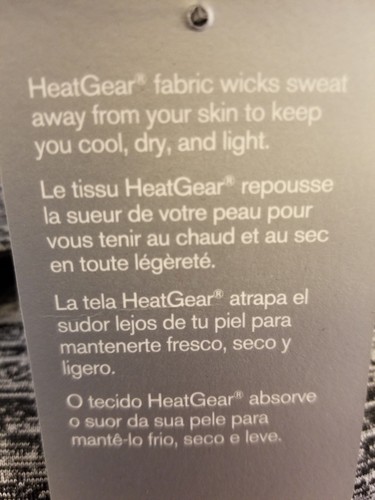 HeatGear® fabric wicks sweat
away from your skin to keep
you cool, dry, and light.
Le tissu HeatGear® repousse
la sueur de votre peau pour
vous tenir au chaud et au sec
en toute légèreté.
La tela HeatGear® atrapa el
sudor lejos de tu piel para
mantenerte fresco, seco y
ligero.
O tecido HeatGear® absorve
o suor da sua pele para
mantê-lo frio, seco e leve.